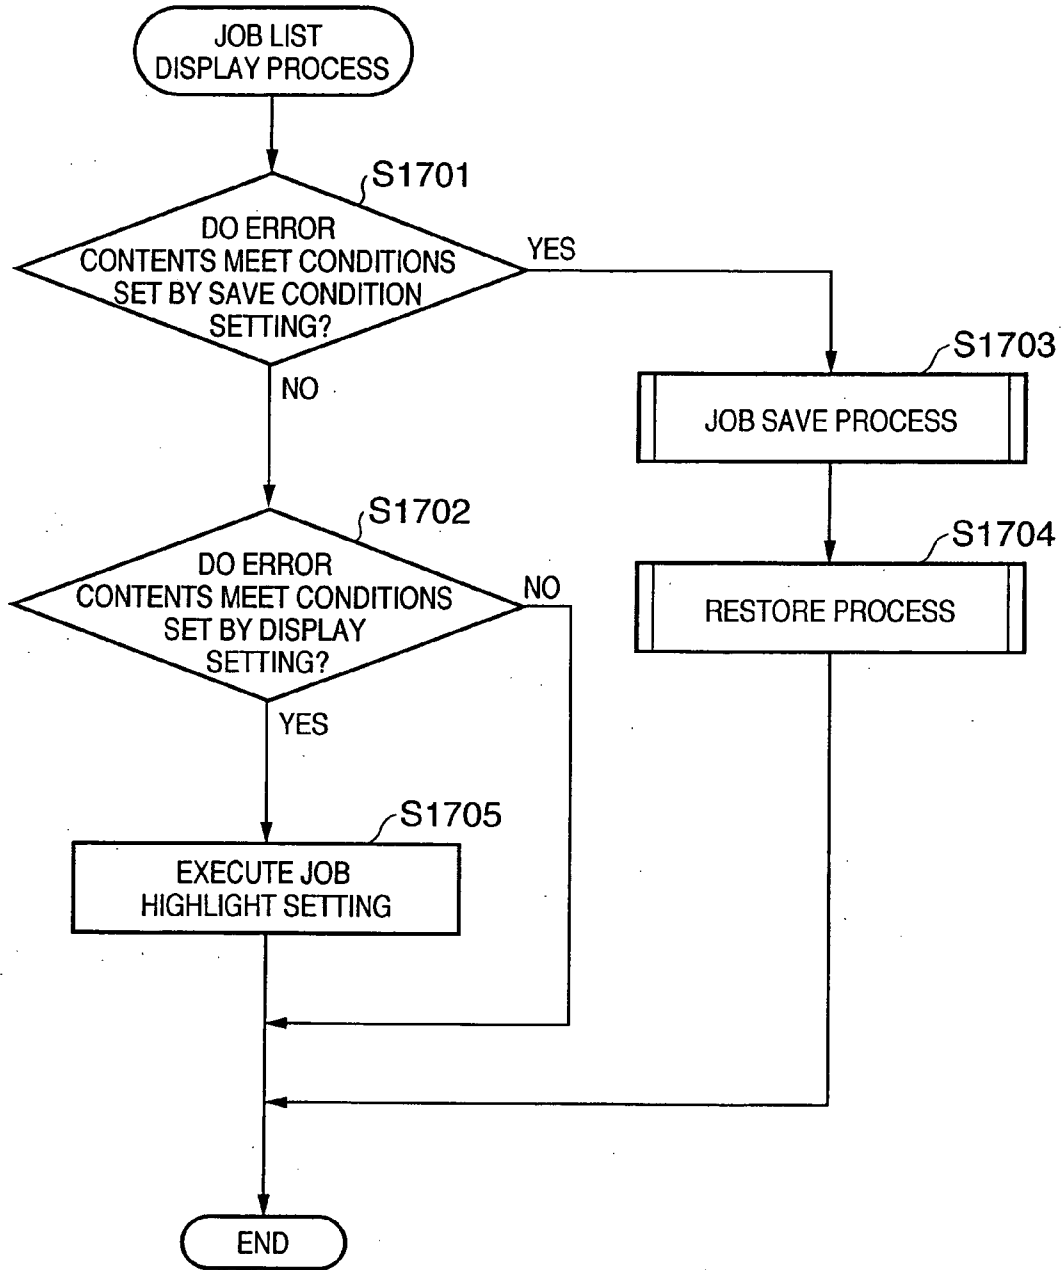 JOB LIST
DISPLAY PROCESS
S1701
DO ERROR
CONTENTS MEET CONDITIONS
SET BY SAVE CONDITION
SETTING?
YES
NO
S1703
JOB SAVE PROCESS
S1702
DO ERROR
CONTENTS MEET CONDITIONS
SET BY DISPLAY
SETTING?
NO
YES
S1704
RESTORE PROCESS
S1705
EXECUTE JOB
HIGHLIGHT SETTING
END